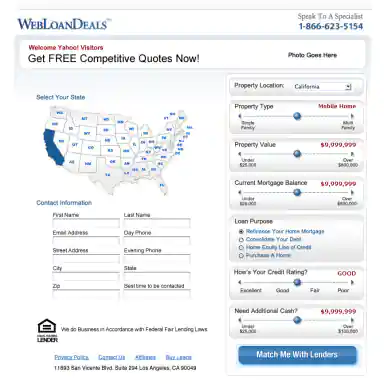 WEBLOANDEALS™
Speak To A Specialist
1-866-623-5154
Welcome Yahoo! Visitors
Get FREE Competitive Quotes Now!
Photo Goes Here
Select Your State
Contact Information
First Name
Last Name
Email Address
Day Phone
Street Address
Evening Phone
City
State
Zip
Best time to be contacted
Property Location:
California
Property Type
Mobile Home
Single Family
Multi Family
Property Value
$9,999,999
Under $25,000
Over
Current Mortgage Balance
$9,999,999
Under $25,000
Over
Loan Purpose
Refinance Your Home Mortgage
Consolidate Your Debt
Home Equity Line of Credit
Purchase A Home
How's Your Credit Rating?
GOOD
Excellent
Good
Fair
Poor
Need Additional Cash?
$9,999,999
Under $25,000
Over
Match Me With Lenders
EQUAL HOUSING
LENDER
We do Business in Accordance with Federal Fair Lending Laws
Privacy Policy
Contact Us
Affiliates
Buy Leads
11693 San Vicente Blvd. Suite 294 Los Angeles, CA 90049